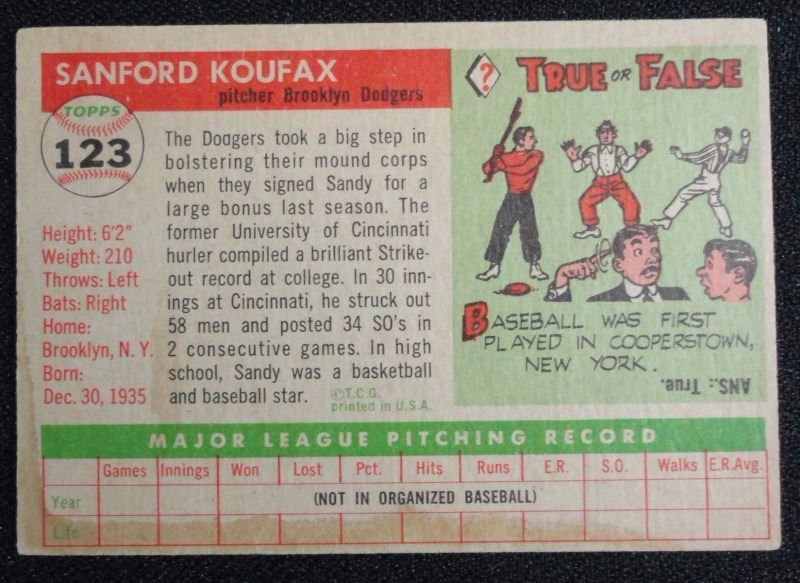 SANFORD KOUFAX
pitcher Brooklyn Dodgers
TOPPS
123
Height: 6'2"
Weight: 210
Throws: Left
Bats: Right
Home:
Brooklyn, N. Y.
Born:
Dec. 30, 1935
The Dodgers took a big step in
bolstering their mound corps
when they signed Sandy for a
large bonus last season. The
former University of Cincinnati
hurler compiled a brilliant Strike-
out record at college. In 30 inn-
ings at Cincinnati, he struck out
58 men and posted 34 SO's in
2 consecutive games. In high
school, Sandy was a basketball
and baseball star.
©T.C.G.
printed in U.S.A.
? TRUE OR FALSE
BASEBALL WAS FIRST
PLAYED IN COOPERSTOWN,
NEW YORK.
ANS.: True.
MAJOR LEAGUE PITCHING RECORD
Games Innings Won Lost Pct. Hits Runs E.R. S.O. Walks E.R.Avg.
Year (NOT IN ORGANIZED BASEBALL)
Life